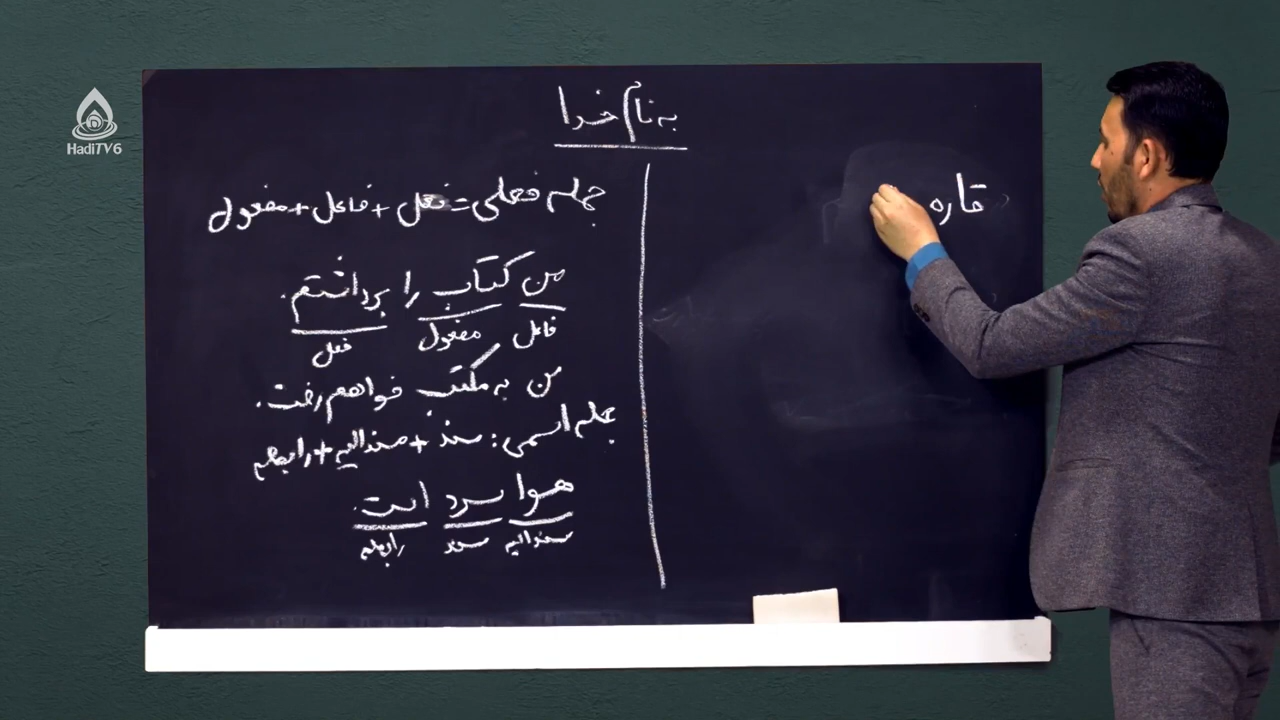 به نام خدا
قاره
جمله فعلی = فعل + فاعل + مفعول
من کتاب را برداشتم.
فاعل مفعول فعل
من به مکتب خواهم رفت.
جمله اسمی: مسند + مسندالیه + رابطه
هوا سرد است.
مسندالیه مسند رابطه
HadiTV6